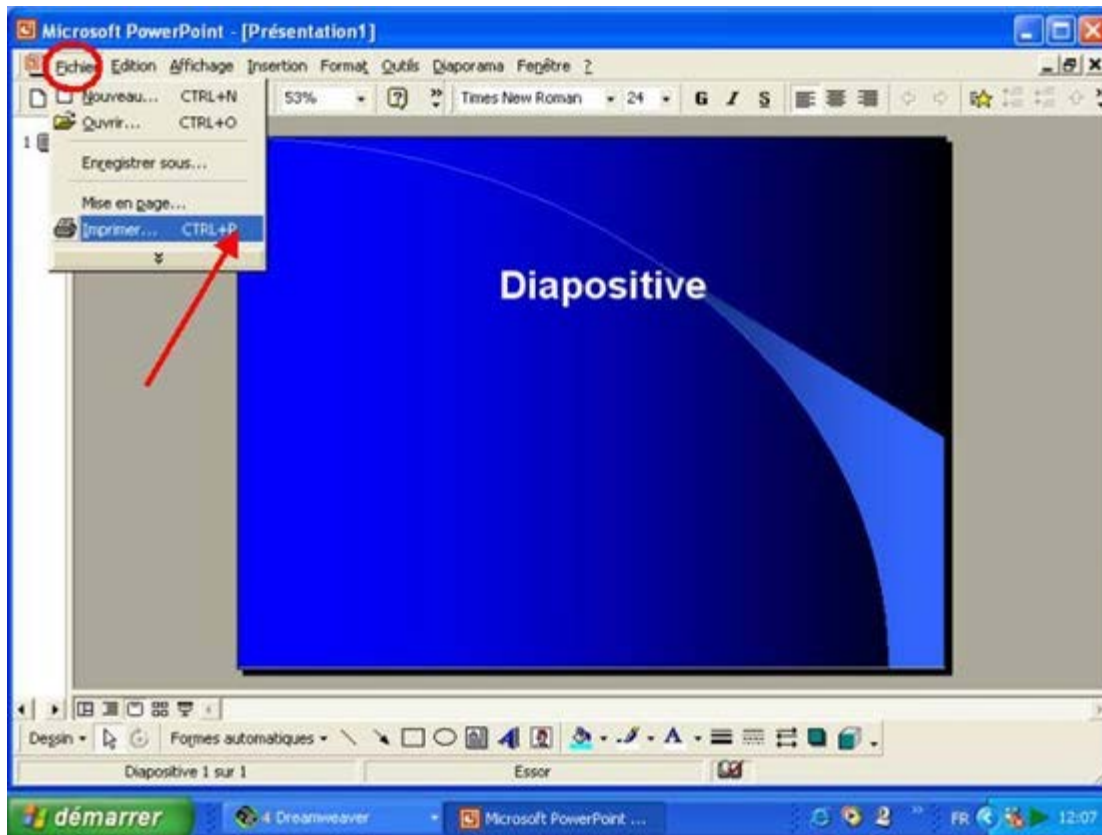 Microsoft PowerPoint - [Présentation1]
Fichier Edition Affichage Insertion Format Outils Diaporama Fenêtre ?
Nouveau... CTRL+N 53% Times New Roman 24 G I S
Ouvrir... CTRL+O
1
Enregistrer sous...
Mise en page...
Imprimer... CTRL+P
Diapositive
Dessin Formes automatiques
Diapositive 1 sur 1 Essor
démarrer 4 Dreamweaver Microsoft PowerPoint ... FR 12:07